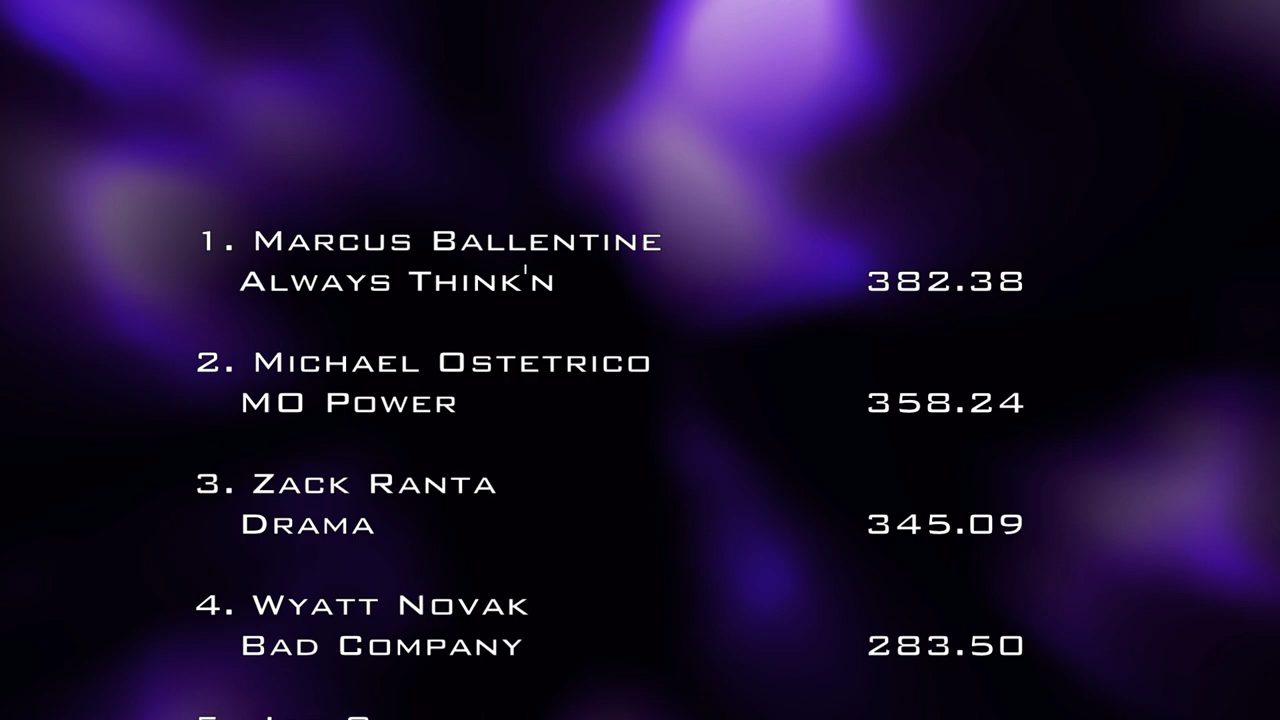 1. Marcus Ballentine
Always Think'n 382.38
2. Michael Ostetrico
MO Power 358.24
3. Zack Ranta
Drama 345.09
4. Wyatt Novak
Bad Company 283.50